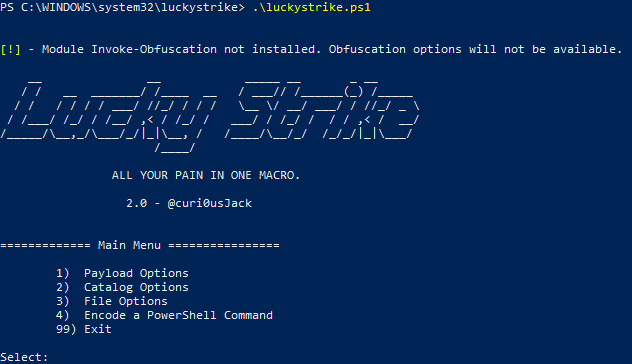 PS C:\WINDOWS\system32\luckystrike> .\luckystrike.ps1
[!] - Module Invoke-Obfuscation not installed. Obfuscation options will not be available.
Lucky Strike
ALL YOUR PAIN IN ONE MACRO.
2.0 - @curi0usJack
============= Main Menu ================
1) Payload Options
2) Catalog Options
3) File Options
4) Encode a PowerShell Command
99) Exit
Select: